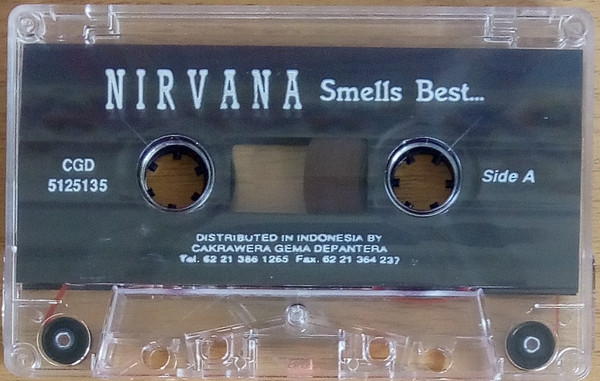 NIRVANA Smells Best...
CGD
5125135
Side A
DISTRIBUTED IN INDONESIA BY
CAKRAWERA GEMA DEPANTERA
Tel. 62 21 386 1265 Fax. 62 21 364 237